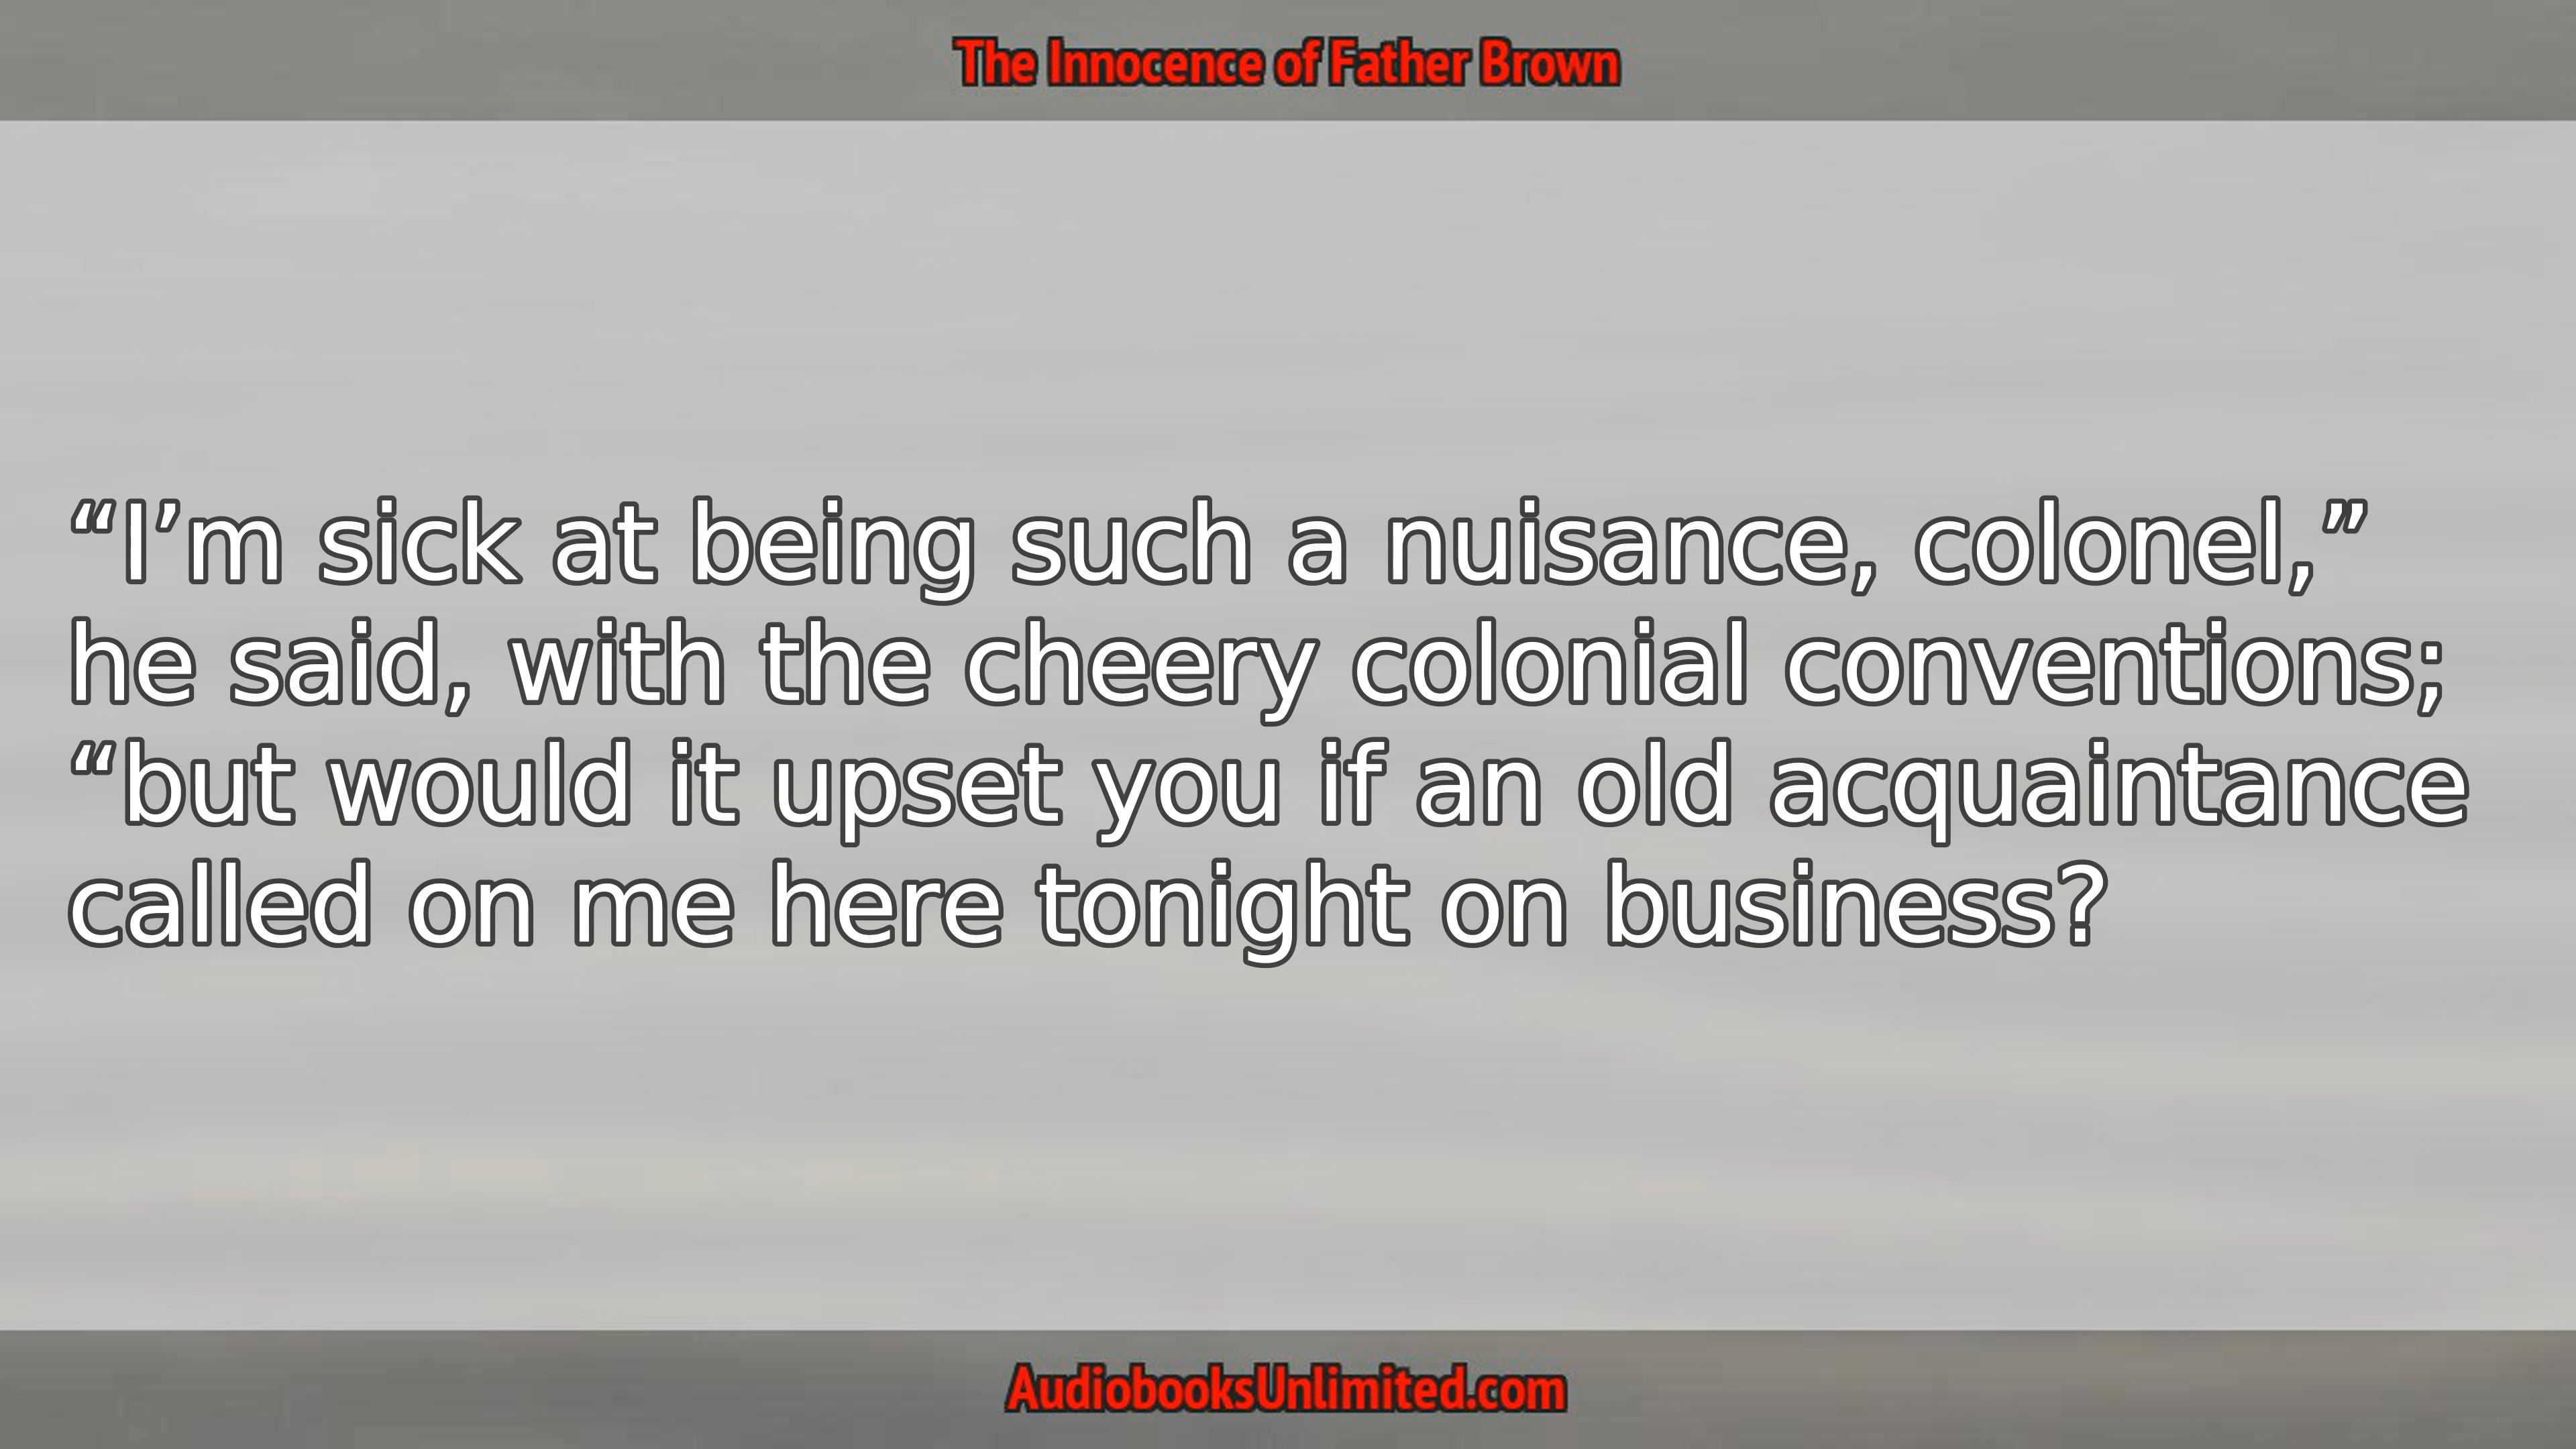 The Innocence of Father Brown
“I’m sick at being such a nuisance, colonel,”
he said, with the cheery colonial conventions;
“but would it upset you if an old acquaintance
called on me here tonight on business?
AudiobooksUnlimited.com